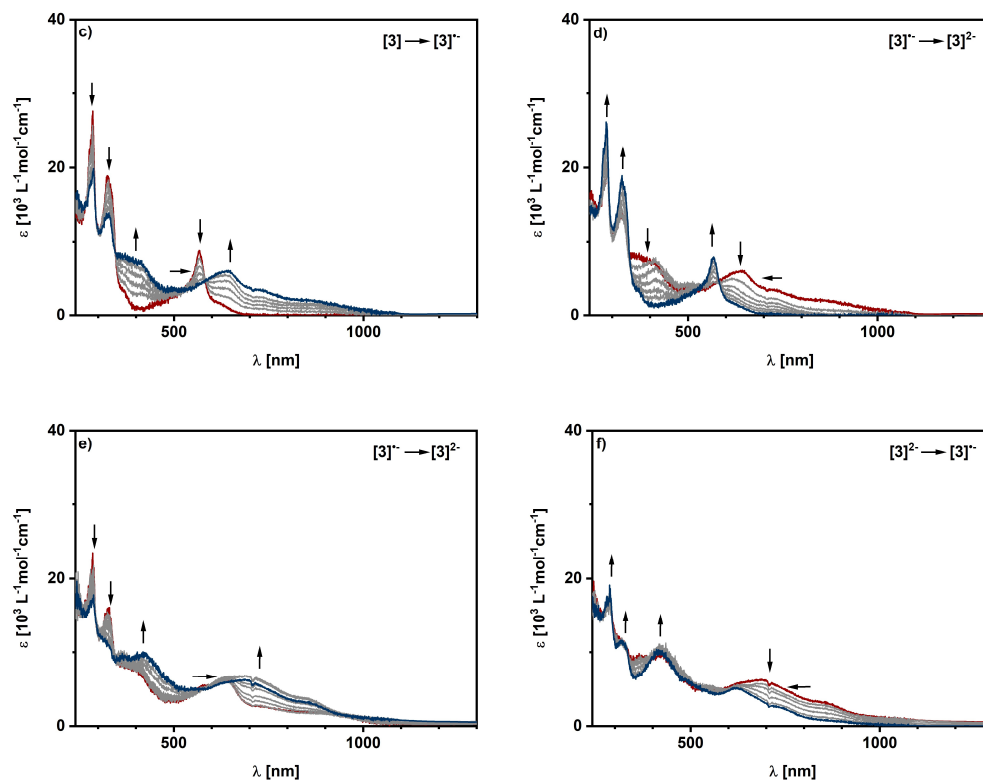 c)
[3] → [3]•-
ε [10³ L⁻¹mol⁻¹cm⁻¹]
40
20
0
500
1000
λ [nm]
d)
[3]•- → [3]2-
ε [10³ L⁻¹mol⁻¹cm⁻¹]
40
20
0
500
1000
λ [nm]
e)
[3]•- → [3]2-
ε [10³ L⁻¹mol⁻¹cm⁻¹]
40
20
0
500
1000
λ [nm]
f)
[3]2- → [3]•-
ε [10³ L⁻¹mol⁻¹cm⁻¹]
40
20
0
500
1000
λ [nm]